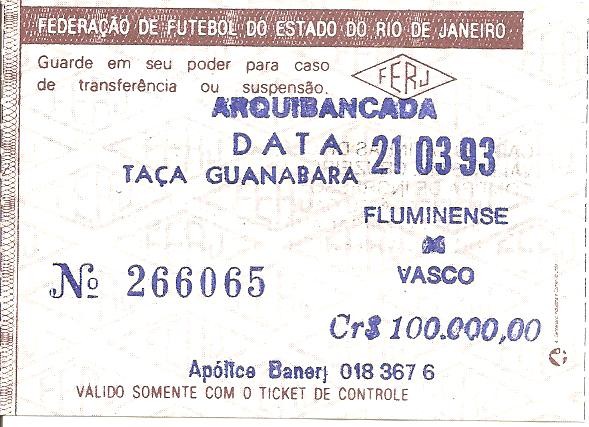 FEDERAÇÃO DE FUTEBOL DO ESTADO DO RIO DE JANEIRO
Guarde em seu poder para caso
de transferência ou suspensão.
FERJ
ARQUIBANCADA
DATA 21 03 93
TAÇA GUANABARA
FLUMINENSE
X
VASCO
Nº 266065
Cr$ 100.000,00
Apólice Banerj 018 367 6
VÁLIDO SOMENTE COM O TICKET DE CONTROLE